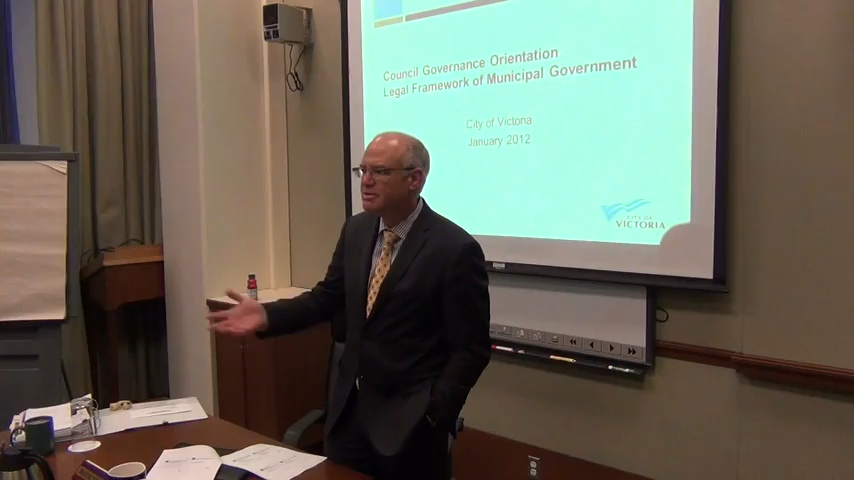 Council Governance Orientation
Legal Framework of Municipal Government
City of Victoria
January 2012
CITY OF
VICTORIA